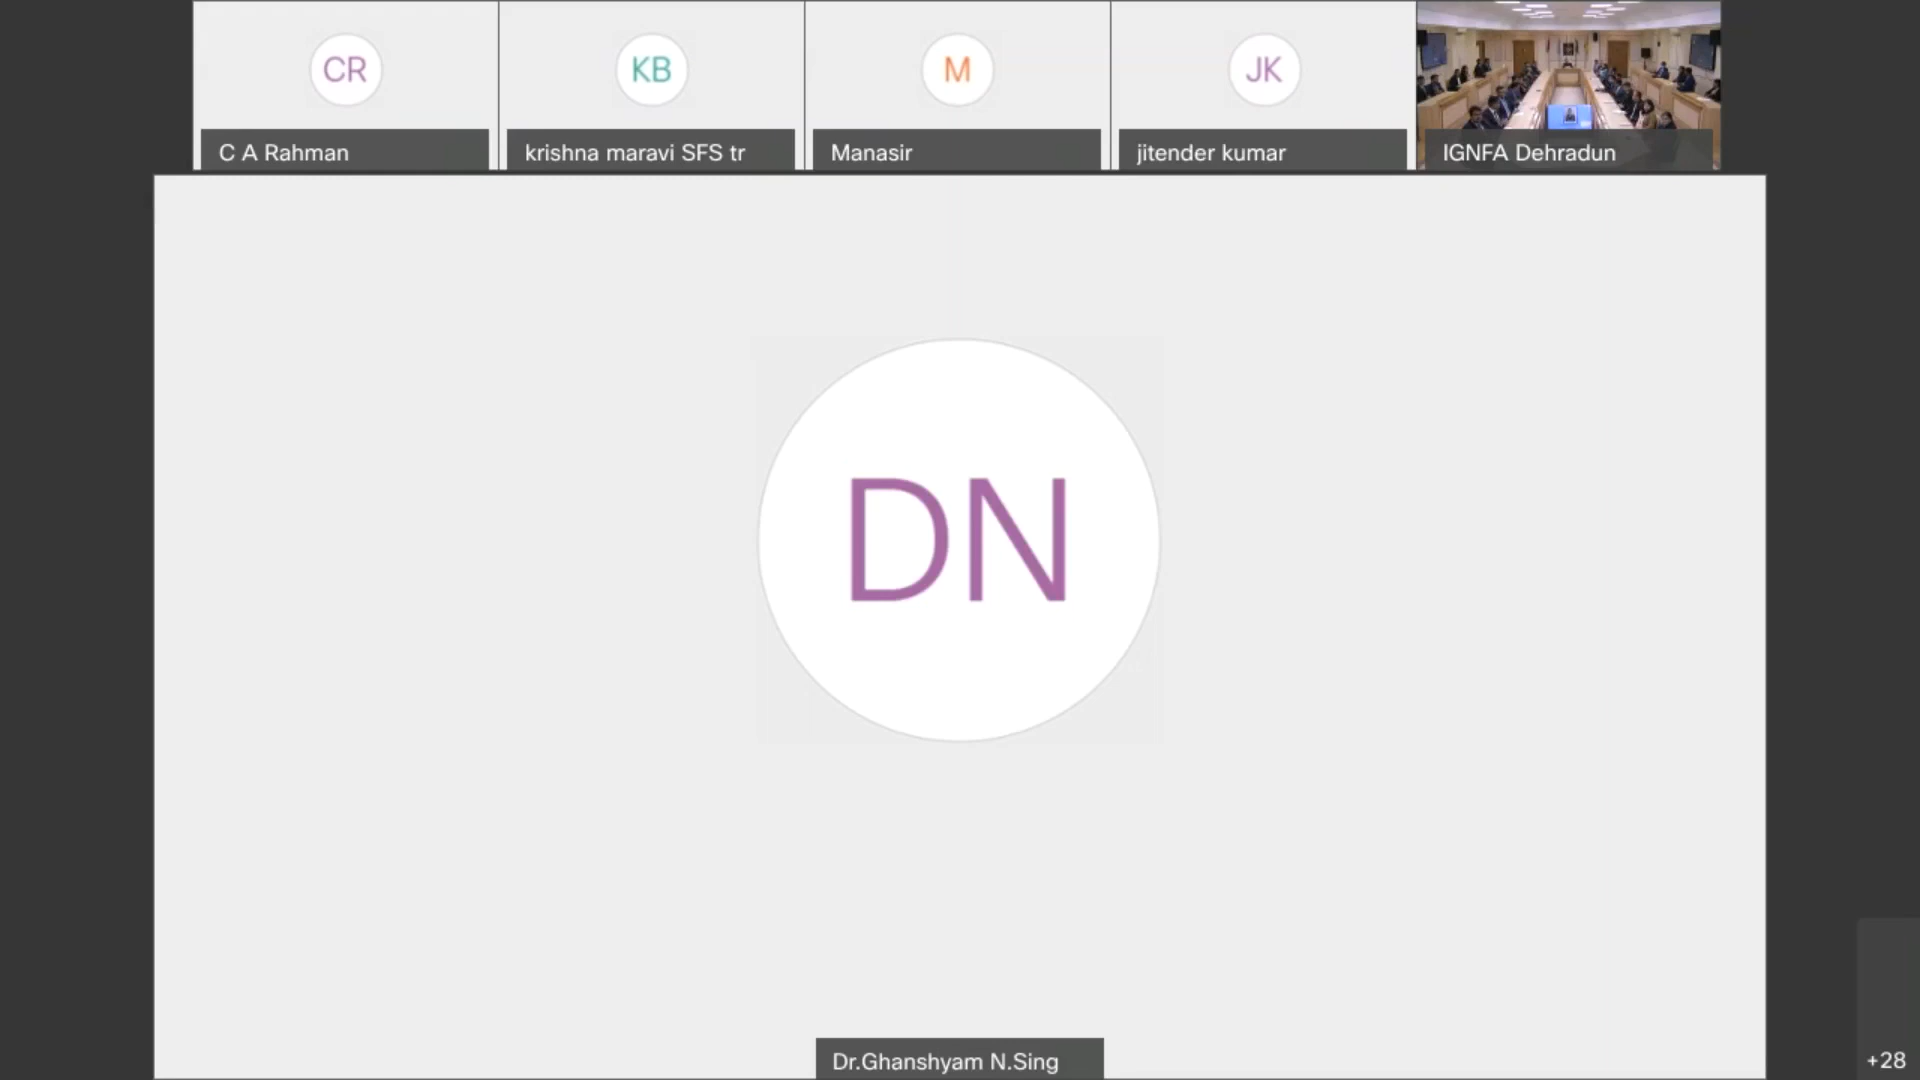 CR
KB
M
JK
C A Rahman
krishna maravi SFS tr
Manasir
jitender kumar
IGNFA Dehradun
DN
Dr.Ghanshyam N.Sing
+28